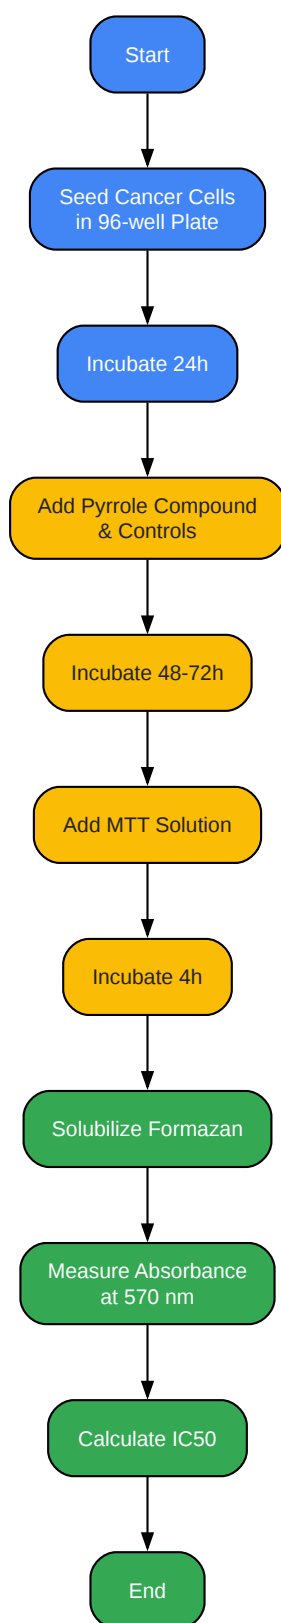 Start
Seed Cancer Cells
in 96-well Plate
Incubate 24h
Add Pyrrole Compound
& Controls
Incubate 48-72h
Add MTT Solution
Incubate 4h
Solubilize Formazan
Measure Absorbance
at 570 nm
Calculate IC50
End